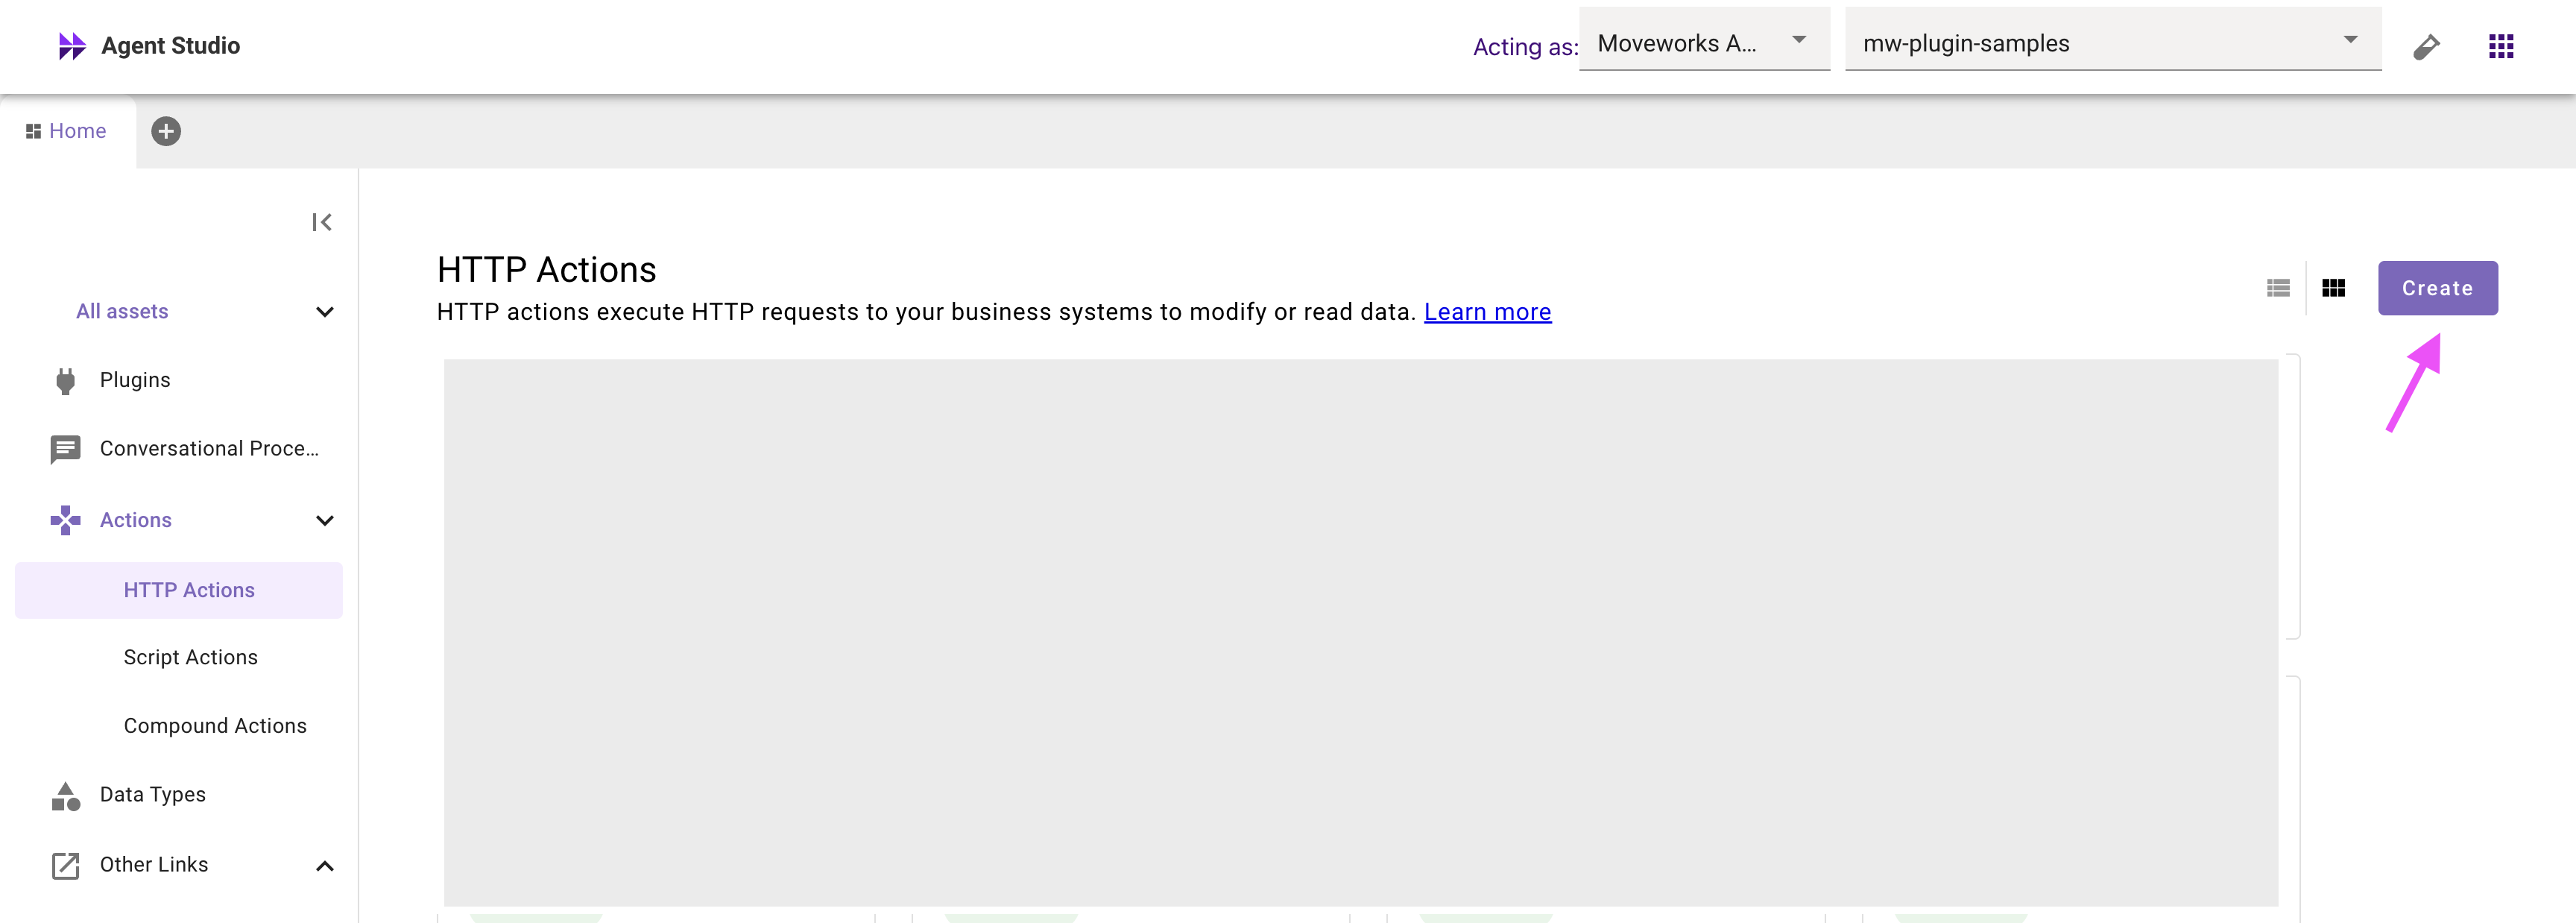 Agent Studio
Acting as:
Moveworks A...
mw-plugin-samples
Home
All assets
Plugins
Conversational Proce...
Actions
HTTP Actions
Script Actions
Compound Actions
Data Types
Other Links
HTTP Actions
HTTP actions execute HTTP requests to your business systems to modify or read data. Learn more
Create